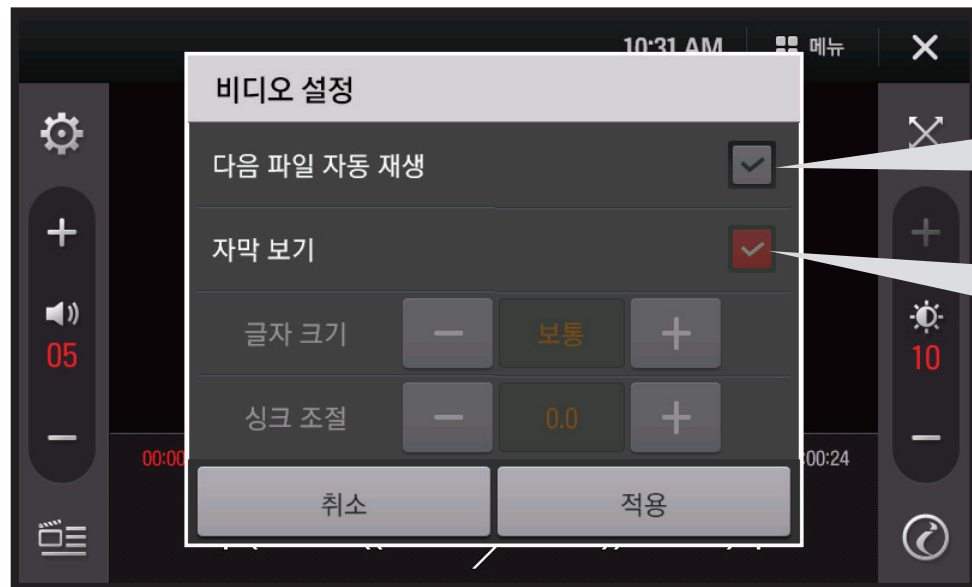 10:31 AM 메뉴
비디오 설정
다음 파일 자동 재생
자막 보기
글자 크기 보통
싱크 조절 0.0
05
10
00:00
:00:24
취소 적용